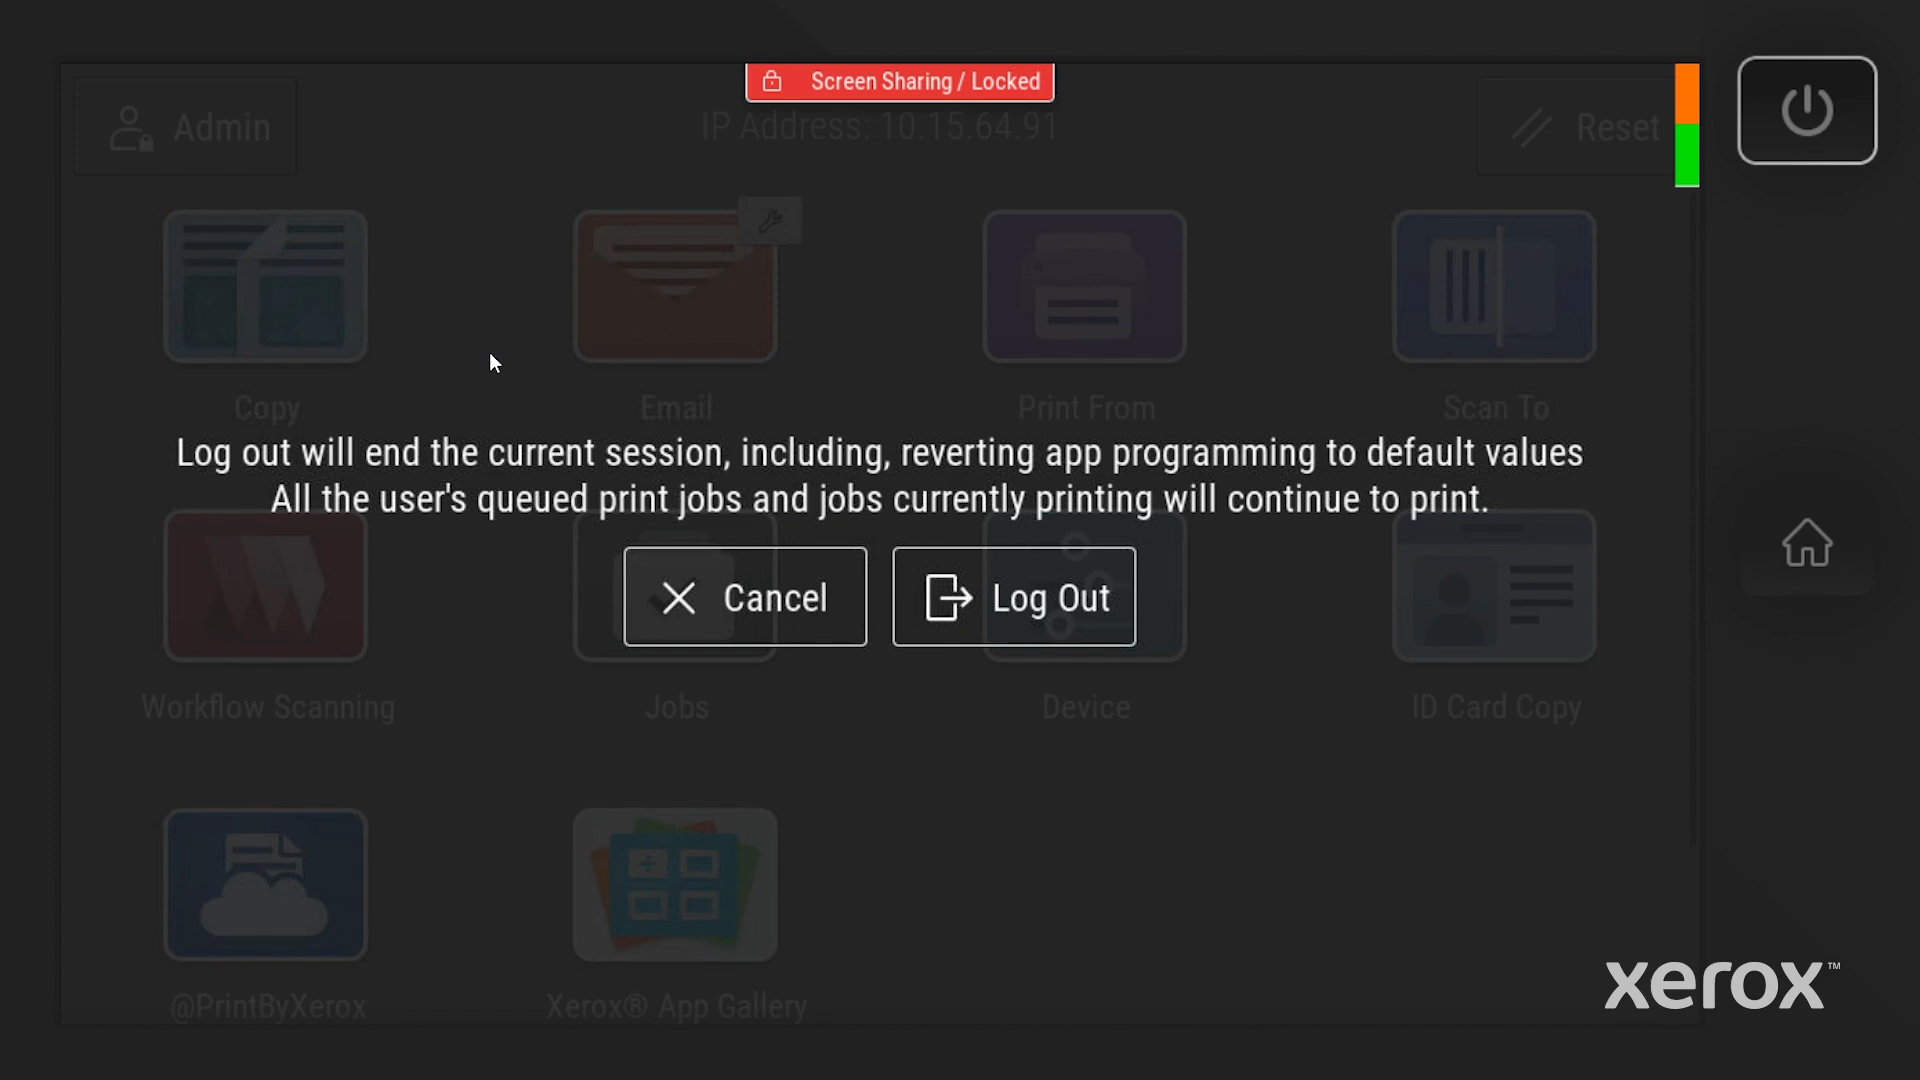 Screen Sharing / Locked
Admin
IP Address: 10.15.64.91
Reset
Copy
Email
Print From
Scan To
Log out will end the current session, including, reverting app programming to default values
All the user's queued print jobs and jobs currently printing will continue to print.
Cancel
Log Out
Workflow Scanning
Jobs
Device
ID Card Copy
@PrintByXerox
Xerox® App Gallery
xerox™